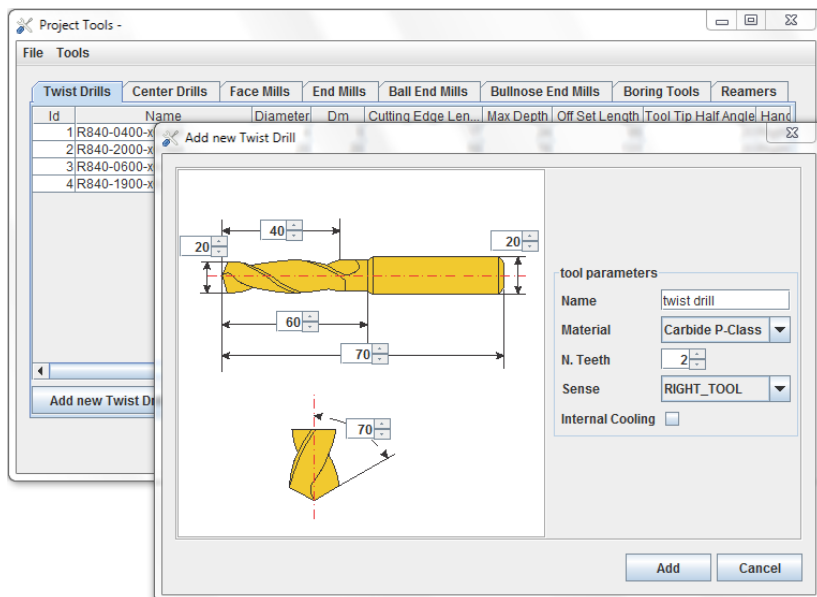 Project Tools -
File Tools
Twist Drills Center Drills Face Mills End Mills Ball End Mills Bullnose End Mills Boring Tools Reamers
Id Name Diameter Dm Cutting Edge Len... Max Depth Off Set Length Tool Tip Half Angle Hand
1 R840-0400-x
2 R840-2000-x
3 R840-0600-x
4 R840-1900-x
Add new Twist Dr
Add new Twist Drill
40
20
20
60
70
70
tool parameters
Name twist drill
Material Carbide P-Class
N. Teeth 2
Sense RIGHT_TOOL
Internal Cooling
Add Cancel